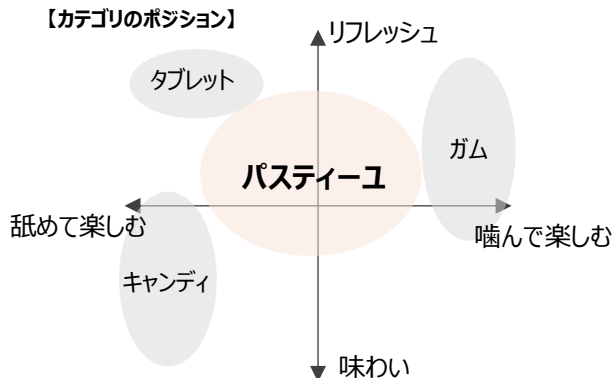 【カテゴリのポジション】
リフレッシュ
タブレット
ガム
パスティーユ
舐めて楽しむ
噛んで楽しむ
キャンディ
味わい